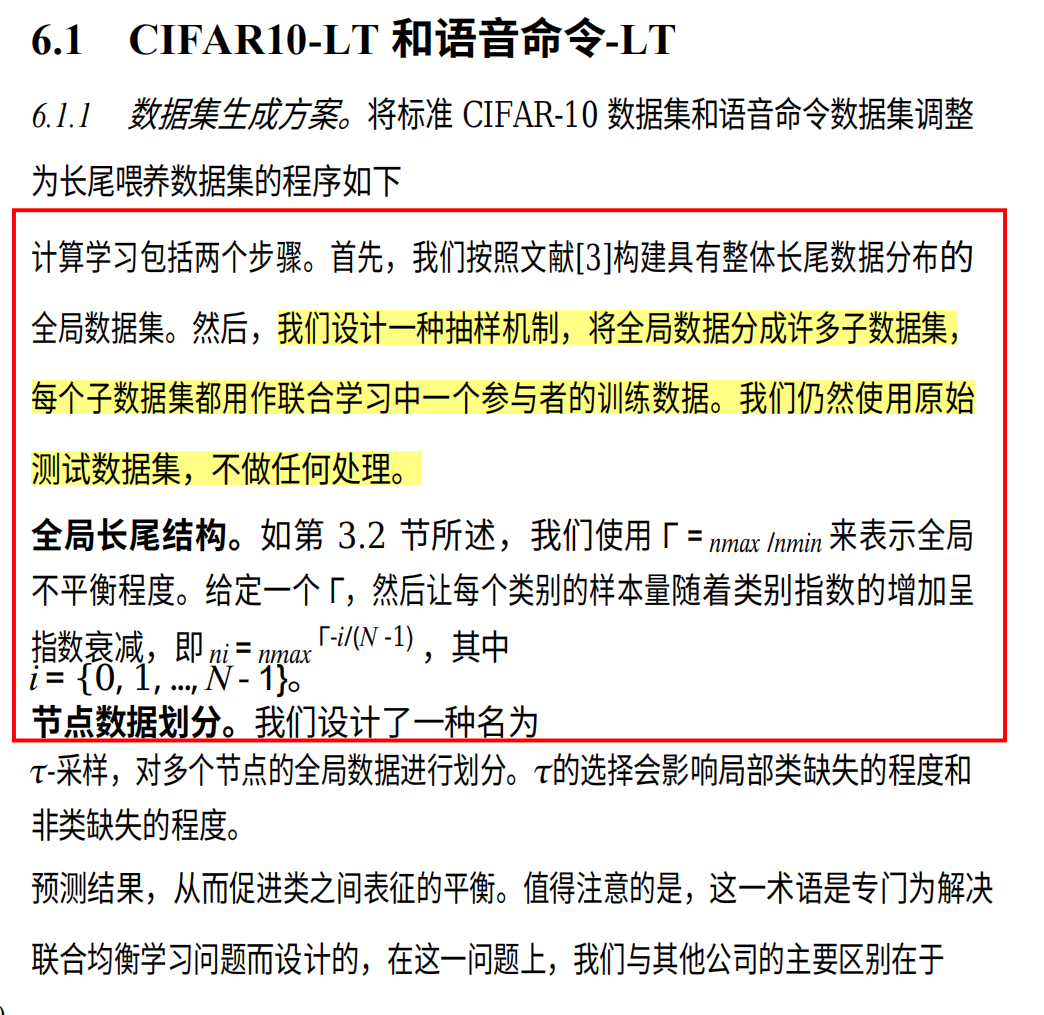 6.1 CIFAR10-LT 和语音命令-LT
6.1.1 数据集生成方案。将标准 CIFAR-10 数据集和语音命令数据集调整
为长尾喂养数据集的程序如下
计算学习包括两个步骤。首先，我们按照文献[3]构建具有整体长尾数据分布的
全局数据集。然后，我们设计一种抽样机制，将全局数据分成许多子数据集，
每个子数据集都用作联合学习中一个参与者的训练数据。我们仍然使用原始
测试数据集，不做任何处理。
全局长尾结构。如第 3.2 节所述，我们使用 Γ = nmax /nmin 来表示全局
不平衡程度。给定一个 Γ，然后让每个类别的样本量随着类别指数的增加呈
指数衰减，即 ni = nmax Γ-i/(N -1) ，其中
i = {0, 1, ..., N - 1}。
节点数据划分。我们设计了一种名为
τ-采样，对多个节点的全局数据进行划分。τ的选择会影响局部类缺失的程度和
非类缺失的程度。
预测结果，从而促进类之间表征的平衡。值得注意的是，这一术语是专门为解决
联合均衡学习问题而设计的，在这一问题上，我们与其他公司的主要区别在于